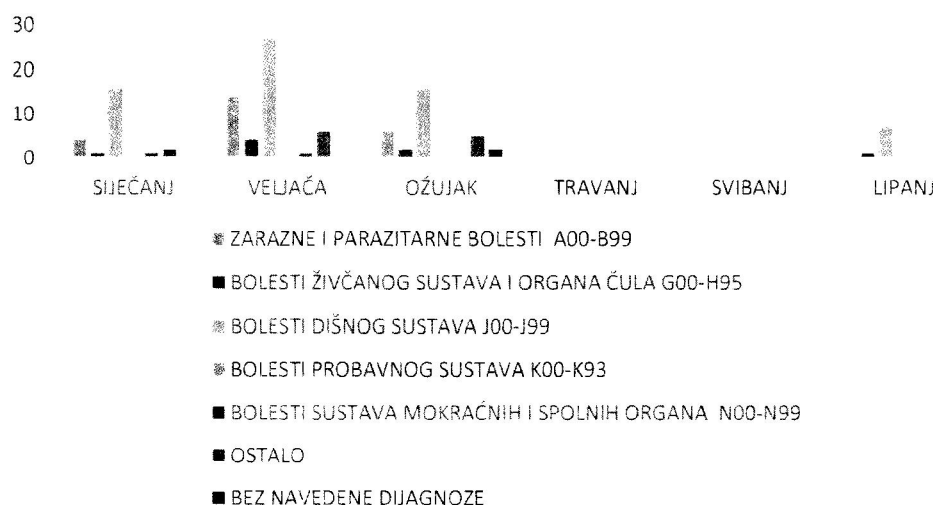 30
20
10
0
SIJEČANJ VELJAČA OŽUJAK TRAVANJ SVIBANJ LIPANJ
ZARAZNE I PARAZITARNE BOLESTI A00-B99
BOLESTI ŽIVČANOG SUSTAVA I ORGANA ČULA G00-H95
BOLESTI DIŠNOG SUSTAVA J00-J99
BOLESTI PROBAVNOG SUSTAVA K00-K93
BOLESTI SUSTAVA MOKRAĆNIH I SPOLNIH ORGANA N00-N99
OSTALO
BEZ NAVEDENE DIJAGNOZE